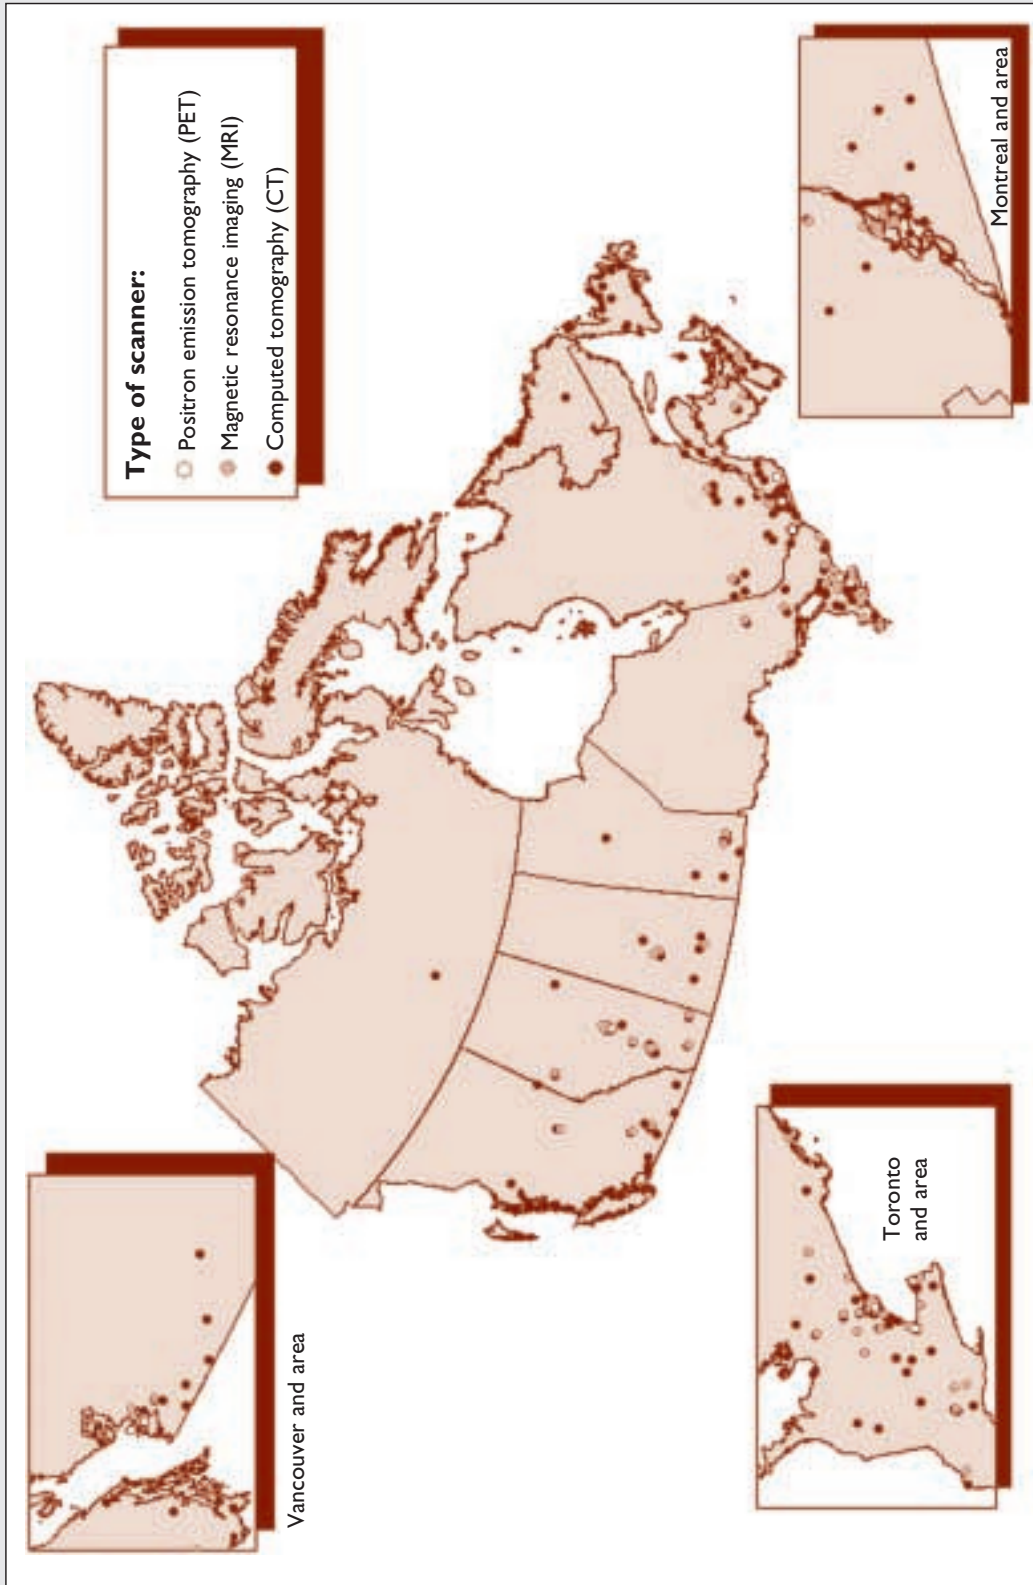 Type of scanner:
Positron emission tomography (PET)
Magnetic resonance imaging (MRI)
Computed tomography (CT)
Vancouver and area
Toronto
and area
Montreal and area